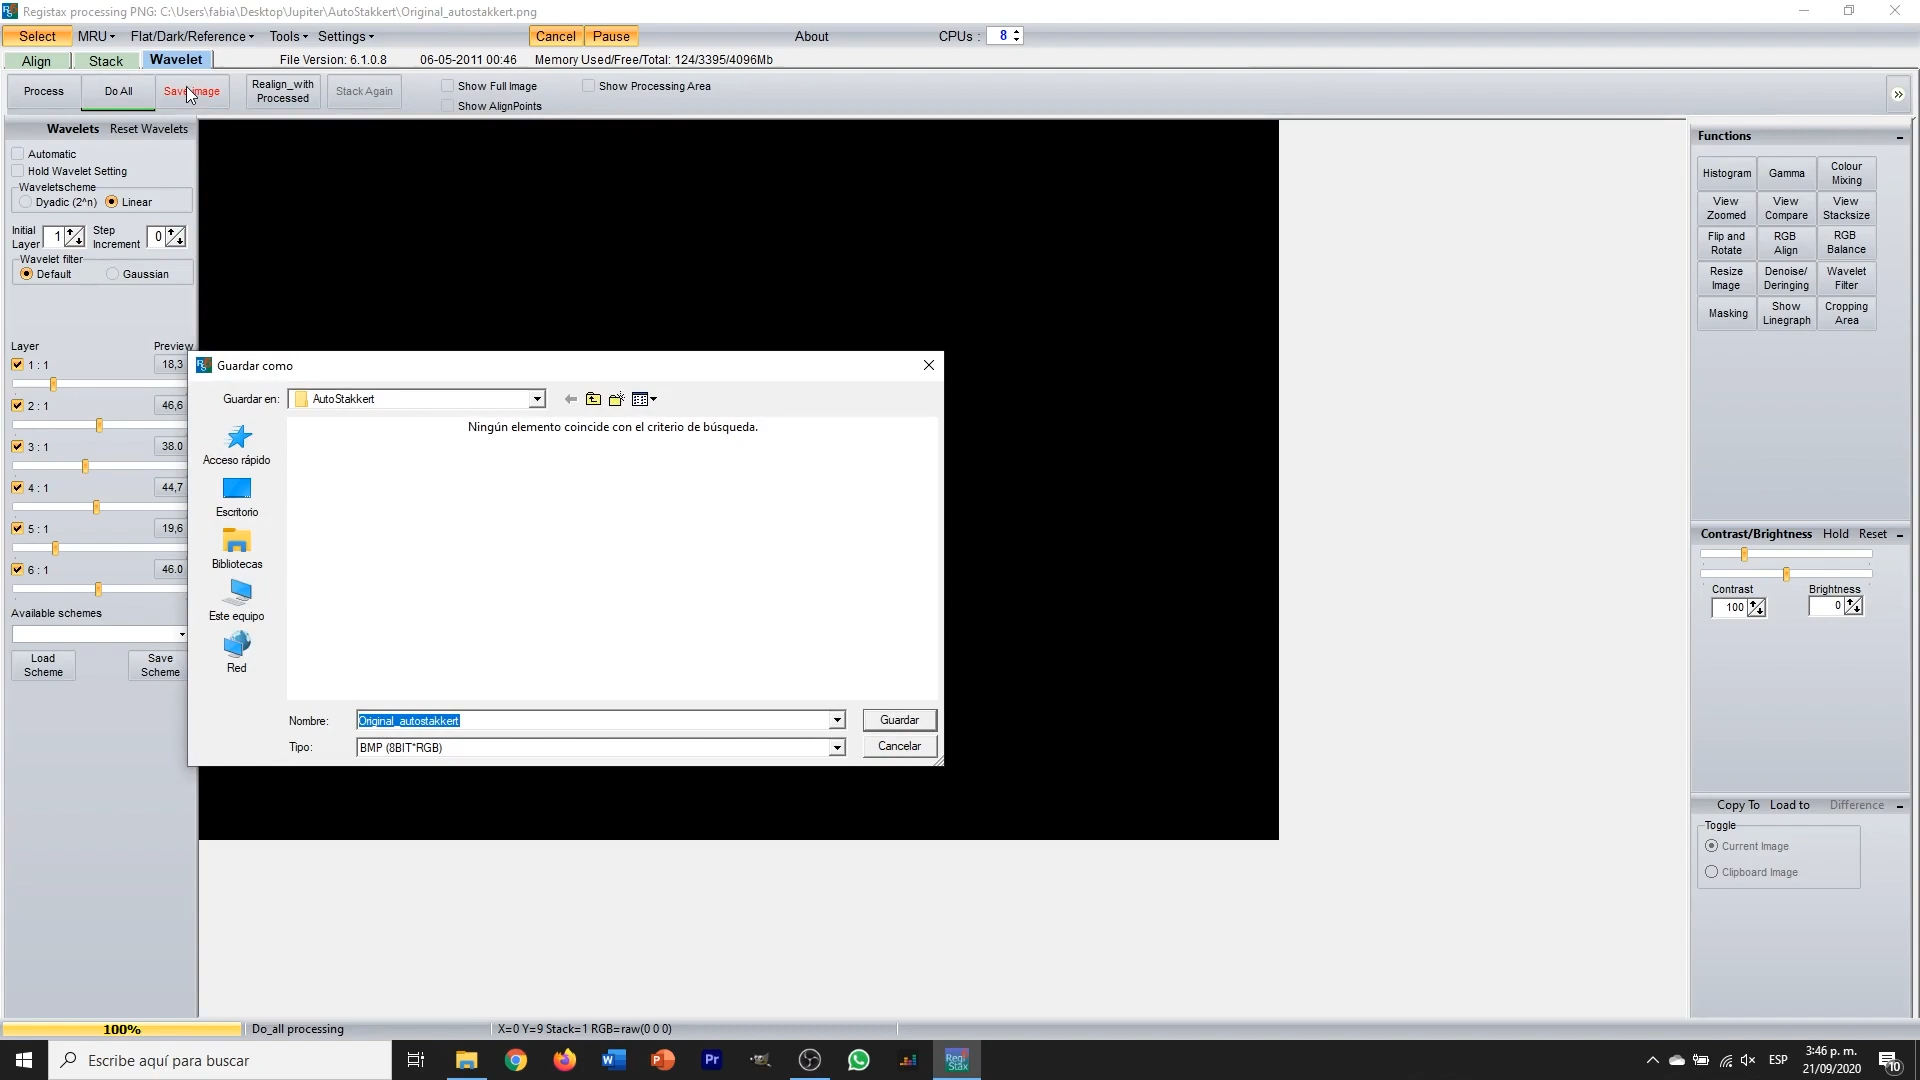 Registax processing PNG: C:\Users\fabia\Desktop\Jupiter\AutoStakkert\Original_autostakkert.png
Select MRU Flat/Dark/Reference Tools Settings Cancel Pause About CPUs : 8
Align Stack Wavelet File Version: 6.1.0.8 06-05-2011 00:46 Memory Used/Free/Total: 124/3395/4096Mb
Process Do All Save Image Realign_with Processed Stack Again Show Full Image Show Processing Area
Show AlignPoints
Wavelets Reset Wavelets
Automatic
Hold Wavelet Setting
Waveletscheme
Dyadic (2^n) Linear
Initial Layer 1 Step Increment 0
Wavelet filter
Default Gaussian
Layer Preview
1 : 1 18,3
2 : 1 46,6
3 : 1 38.0
4 : 1 44,7
5 : 1 19,6
6 : 1 46.0
Available schemes
Load Scheme Save Scheme
Guardar como
Guardar en: AutoStakkert
Ningún elemento coincide con el criterio de búsqueda.
Acceso rápido
Escritorio
Bibliotecas
Este equipo
Red
Nombre: Original_autostakkert Guardar
Tipo: BMP (8BIT*RGB) Cancelar
Functions
Histogram Gamma Colour Mixing
View Zoomed View Compare View Stacksize
Flip and Rotate RGB Align RGB Balance
Resize Image Denoise/ Deringing Wavelet Filter
Masking Show Linegraph Cropping Area
Contrast/Brightness Hold Reset
Contrast Brightness
100 0
Copy To Load to Difference
Toggle
Current Image
Clipboard Image
100% Do_all processing X=0 Y=9 Stack=1 RGB=raw(0 0 0)
Escribe aquí para buscar
ESP
3:46 p. m.
21/09/2020
10